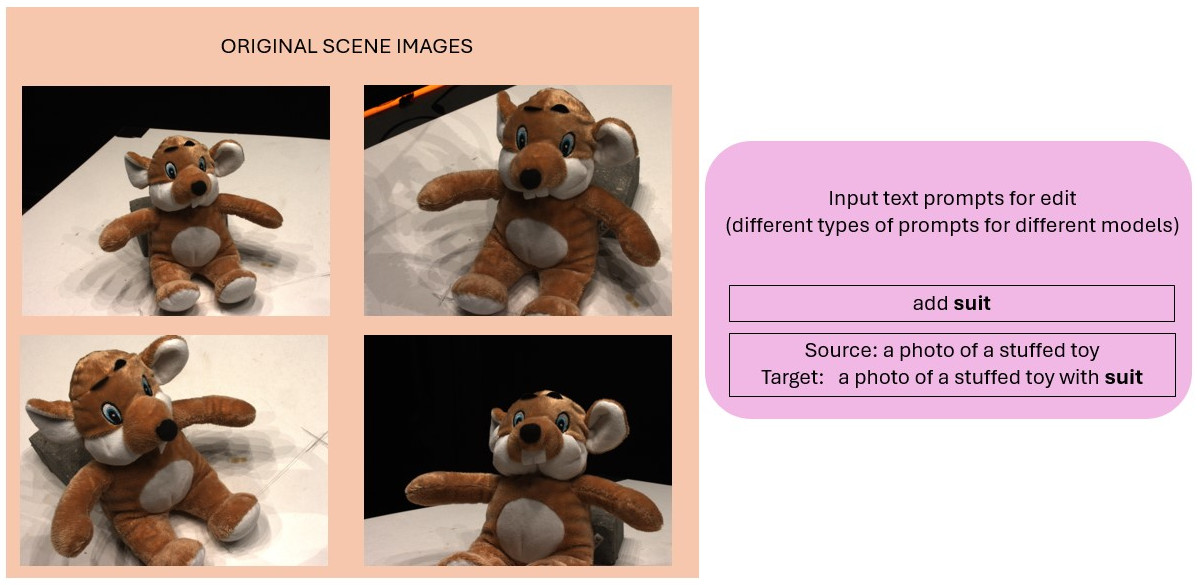 ORIGINAL SCENE IMAGES
Input text prompts for edit
(different types of prompts for different models)
add suit
Source: a photo of a stuffed toy
Target: a photo of a stuffed toy with suit